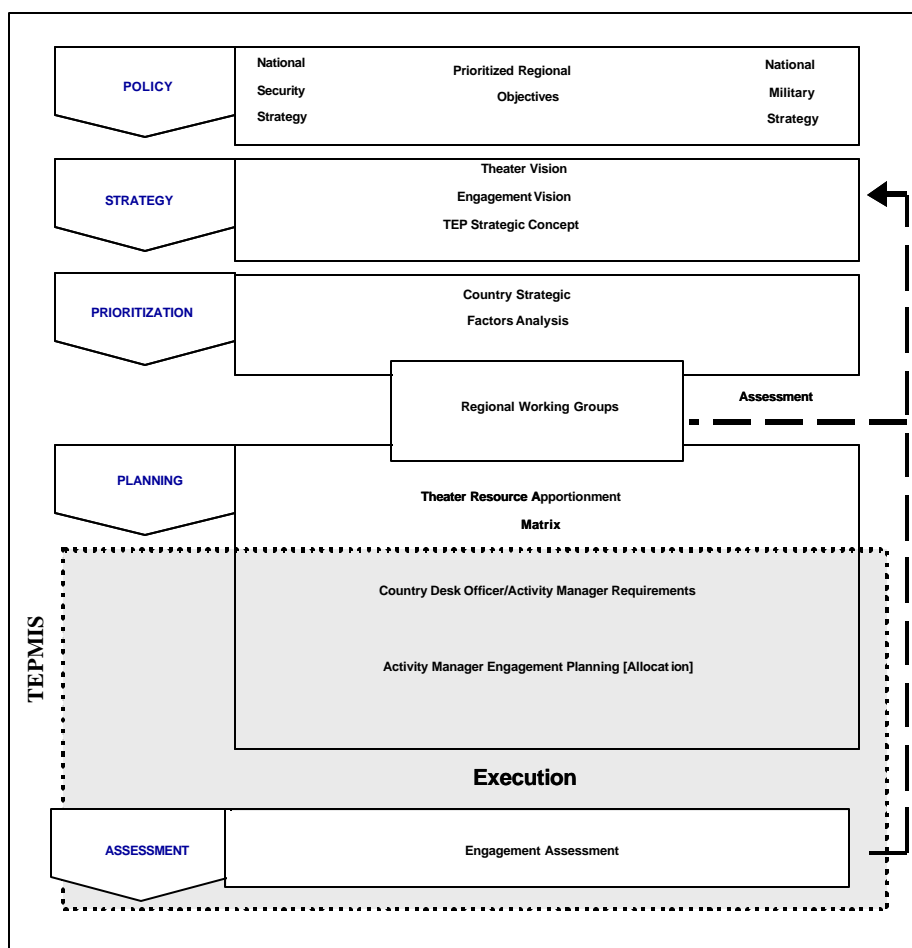 POLICY
National
Security
Strategy
Prioritized Regional
Objectives
National
Military
Strategy
STRATEGY
Theater Vision
Engagement Vision
TEP Strategic Concept
PRIORITIZATION
Country Strategic
Factors Analysis
Regional Working Groups
Assessment
PLANNING
Theater Resource Apportionment
Matrix
TEPMIS
Country Desk Officer/Activity Manager Requirements
Activity Manager Engagement Planning [Allocation]
Execution
ASSESSMENT
Engagement Assessment